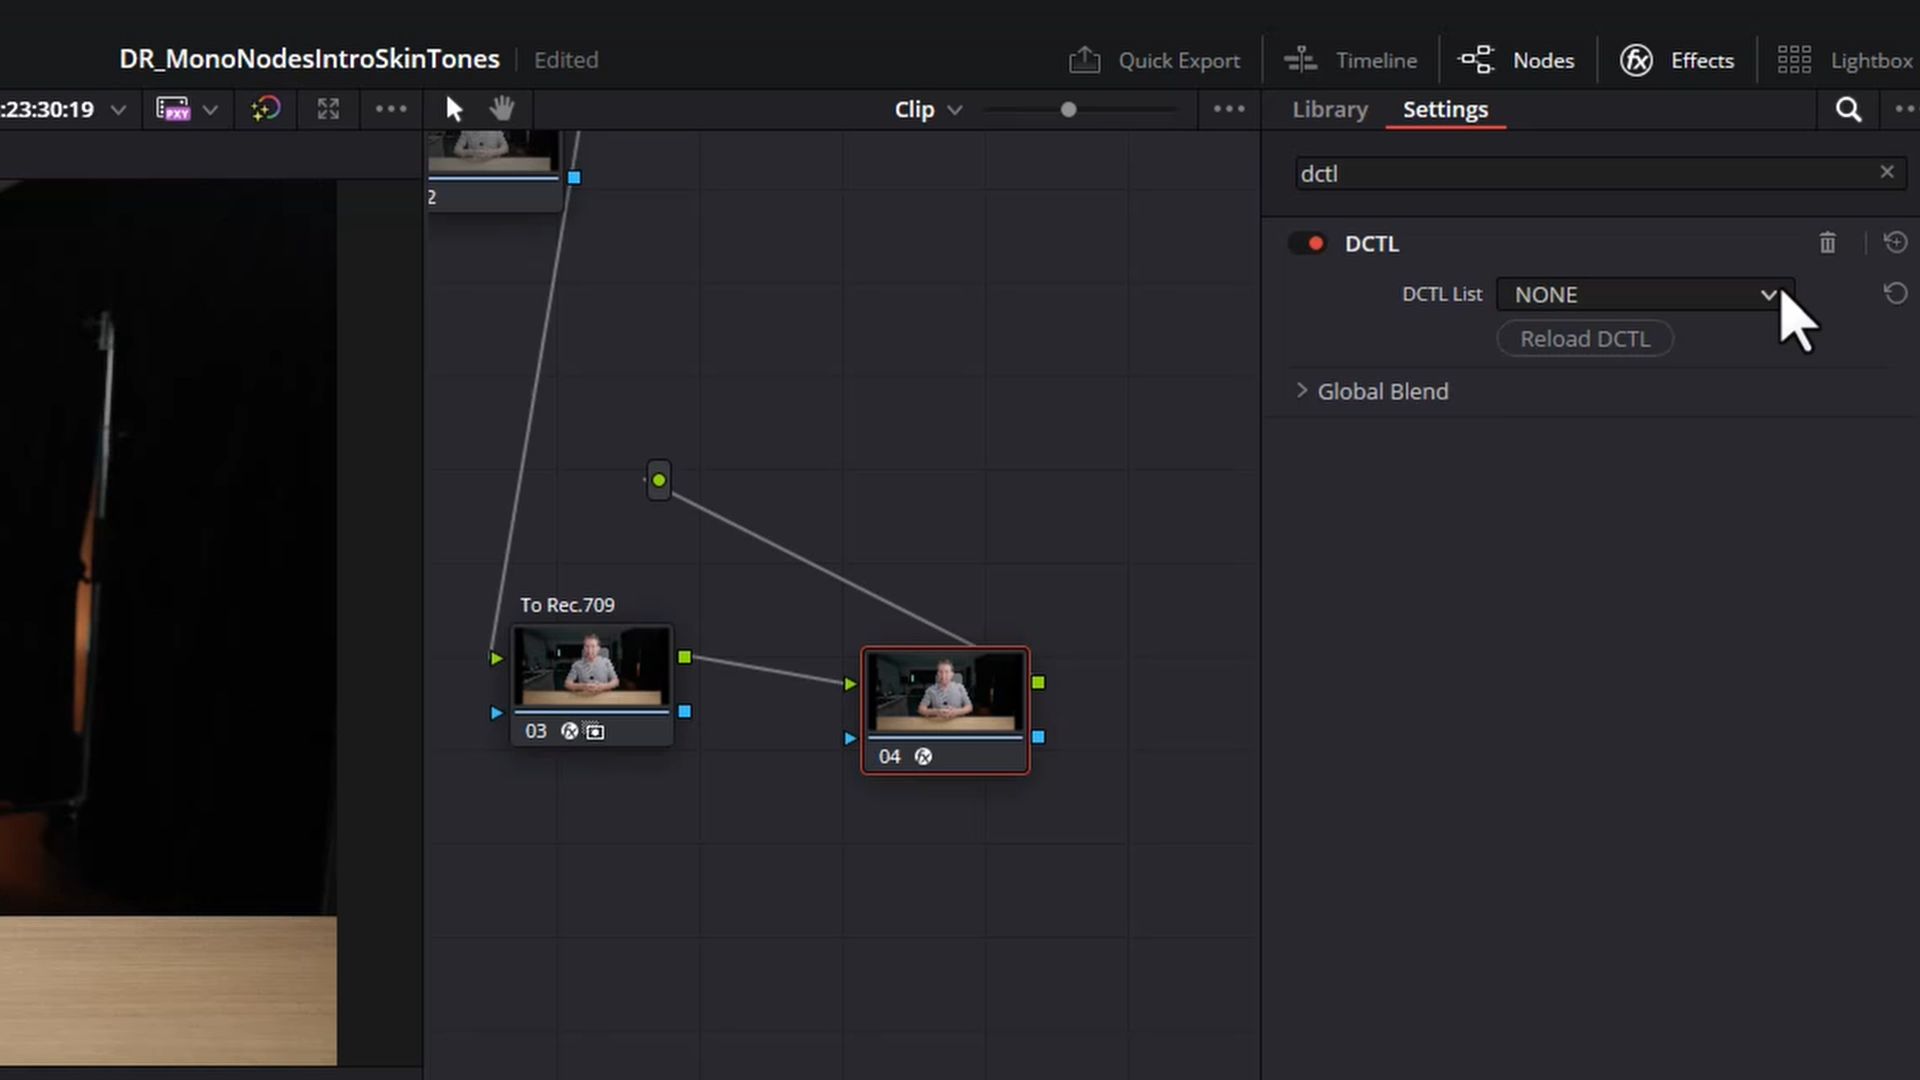 DR_MonoNodesIntroSkinTones Edited Quick Export Timeline Nodes Effects Lightbox
:23:30:19 PXY Clip Library Settings
dctl
2
DCTL
DCTL List NONE
Reload DCTL
Global Blend
To Rec.709
03
04